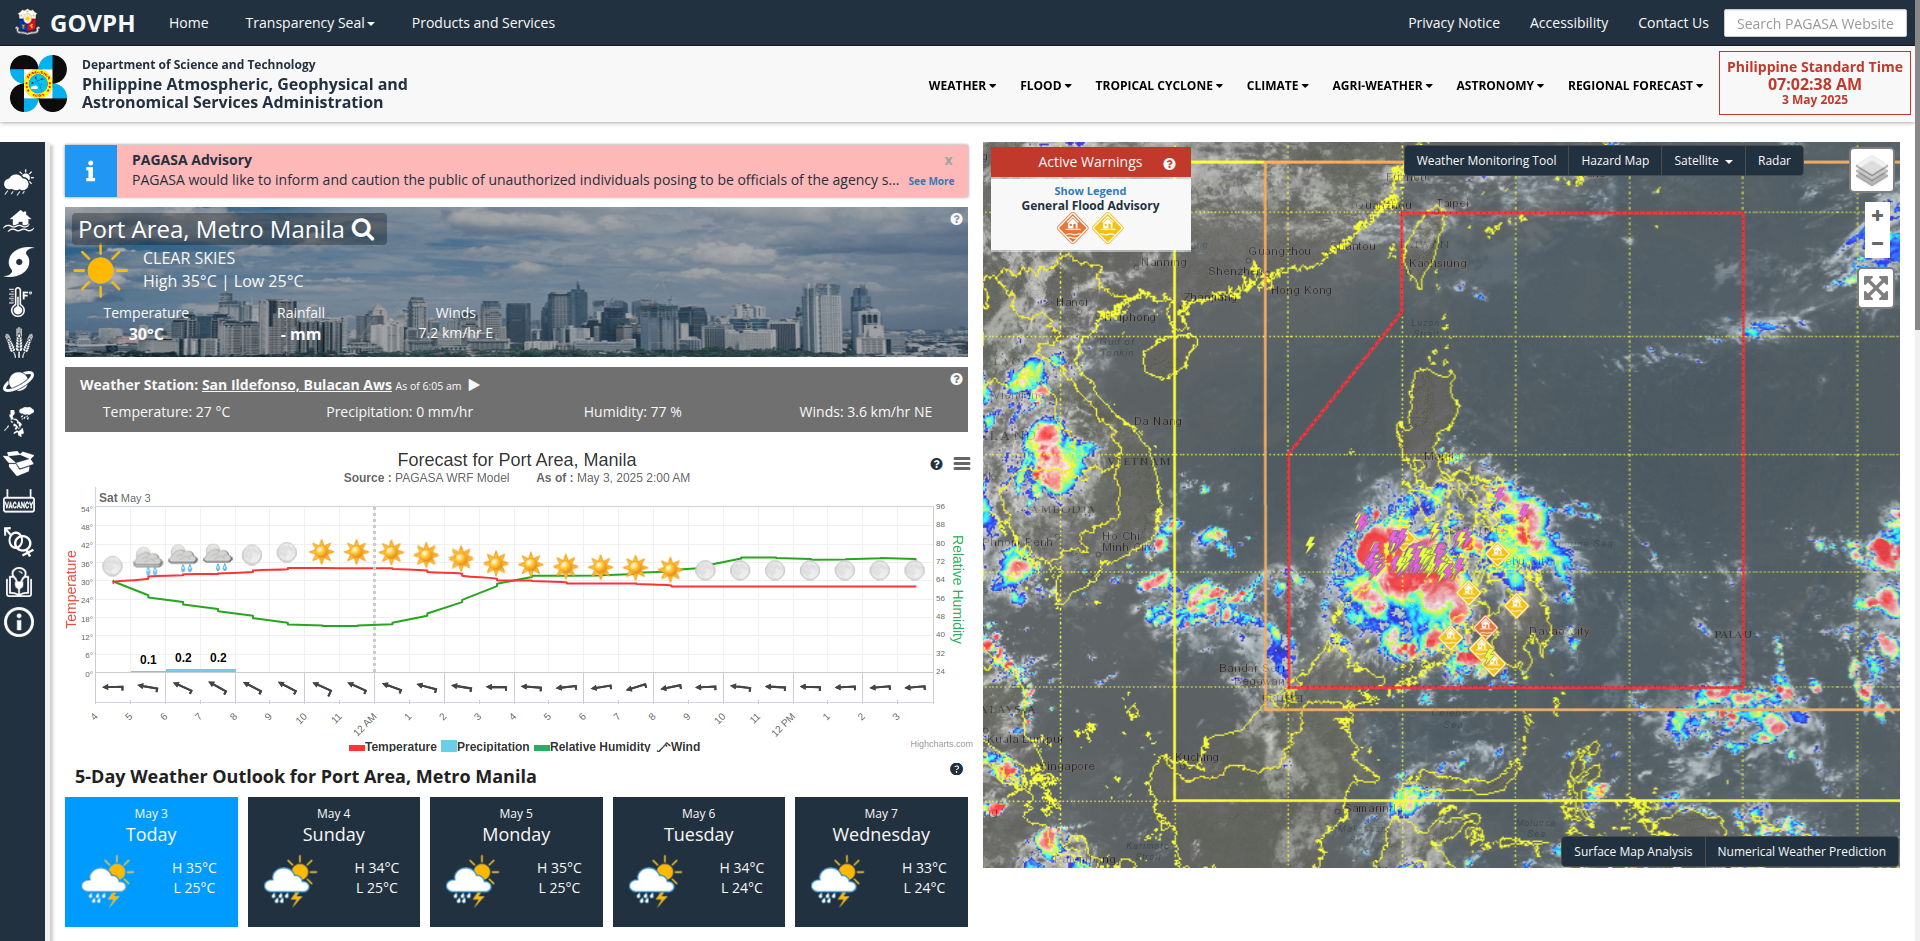 GOVPH
Home
Transparency Seal
Products and Services
Privacy Notice
Accessibility
Contact Us
Search PAGASA Website
Department of Science and Technology
Philippine Atmospheric, Geophysical and
Astronomical Services Administration
WEATHER
FLOOD
TROPICAL CYCLONE
CLIMATE
AGRI-WEATHER
ASTRONOMY
REGIONAL FORECAST
Philippine Standard Time
07:02:38 AM
3 May 2025
VACANCY
PAGASA Advisory
x
PAGASA would like to inform and caution the public of unauthorized individuals posing to be officials of the agency s... See More
Port Area, Metro Manila
CLEAR SKIES
High 35°C | Low 25°C
Temperature
Rainfall
Winds
30°C
- mm
7.2 km/hr E
Weather Station: San Ildefonso, Bulacan Aws As of 6:05 am
Temperature: 27 °C
Precipitation: 0 mm/hr
Humidity: 77 %
Winds: 3.6 km/hr NE
Forecast for Port Area, Manila
Source : PAGASA WRF Model As of : May 3, 2025 2:00 AM
Sat May 3
Temperature
54°
48°
42°
36°
30°
24°
18°
12°
6°
0°
0.1
0.2
0.2
96
88
80
72
64
56
48
40
32
24
Relative Humidity
4 5 6 7 8 9 10 11 12 AM 1 2 3 4 5 6 7 8 9 10 11 12 PM 1 2 3
Temperature Precipitation Relative Humidity Wind
Highcharts.com
5-Day Weather Outlook for Port Area, Metro Manila
May 3
Today
H 35°C
L 25°C
May 4
Sunday
H 34°C
L 25°C
May 5
Monday
H 35°C
L 25°C
May 6
Tuesday
H 34°C
L 24°C
May 7
Wednesday
H 33°C
L 24°C
Active Warnings
Show Legend
General Flood Advisory
Weather Monitoring Tool
Hazard Map
Satellite
Radar
+
−
Taipei
Guangzhou
Shantou
Kaohsiung
Nanning
Shenzhen
Hong Kong
Zhanjiang
Hanoi
Haiphong
Gulf of
Tonkin
Luzon
Da Nang
VIETNAM
Manila
CAMBODIA
Phnom Penh
Ho Chi
Minh City
Davao City
PALAU
Bandar Seri
Begawan
Celebes
Sea
Kuala Lumpur
Singapore
Kuching
Samarinda
Molucca
Sea
Surface Map Analysis
Numerical Weather Prediction